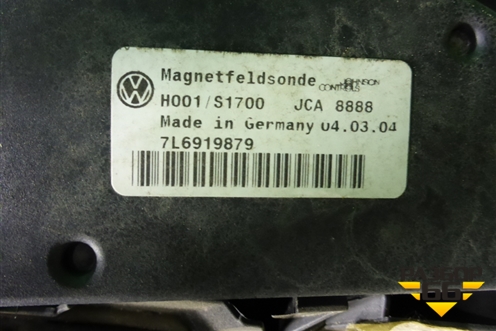 Magnetfeldsonde JOHNSON CONTROLS
H001/S1700 JCA 8888
Made in Germany 04.03.04
7L6919879